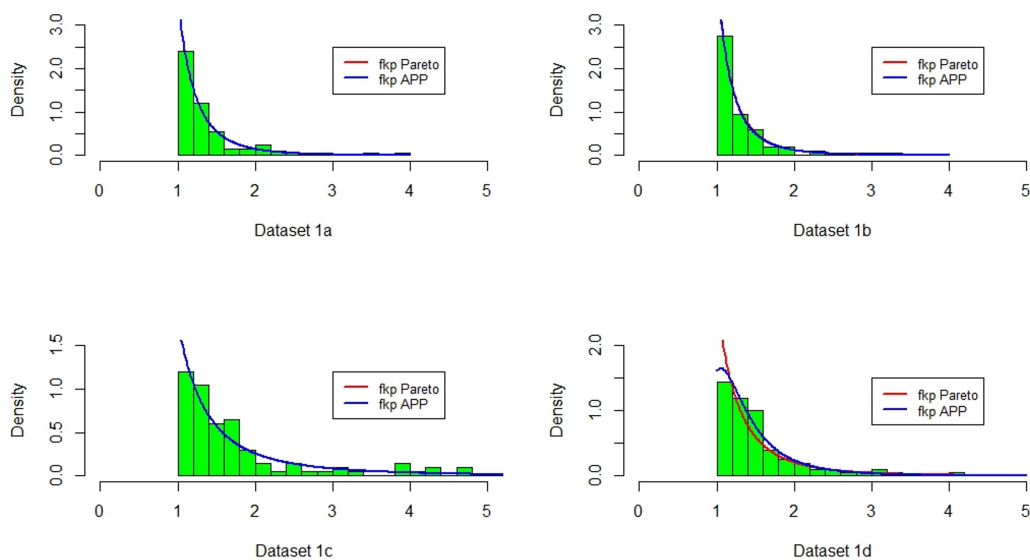 3.0
2.0
1.0
0.0
Density
fkp Pareto
fkp APP
0 1 2 3 4 5
Dataset 1a
3.0
2.0
1.0
0.0
Density
fkp Pareto
fkp APP
0 1 2 3 4 5
Dataset 1b
1.5
1.0
0.5
0.0
Density
fkp Pareto
fkp APP
0 1 2 3 4 5
Dataset 1c
2.0
1.0
0.0
Density
fkp Pareto
fkp APP
0 1 2 3 4 5
Dataset 1d